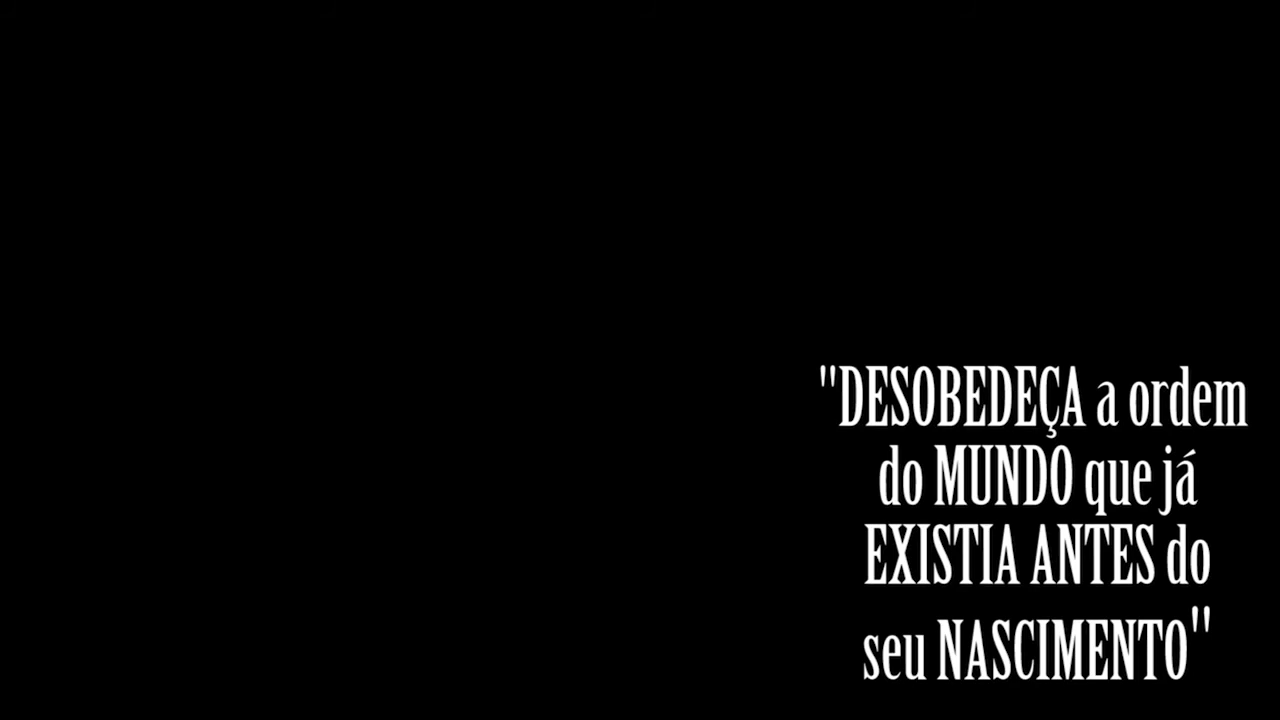 "DESOBEDEÇA a ordem
do MUNDO que já
EXISTIA ANTES do
seu NASCIMENTO"